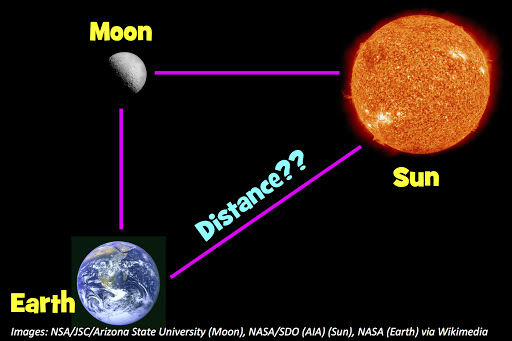 Moon
Sun
Distance??
Earth
Images: NSA/JSC/Arizona State University (Moon), NASA/SDO (AIA) (Sun), NASA (Earth) via Wikimedia